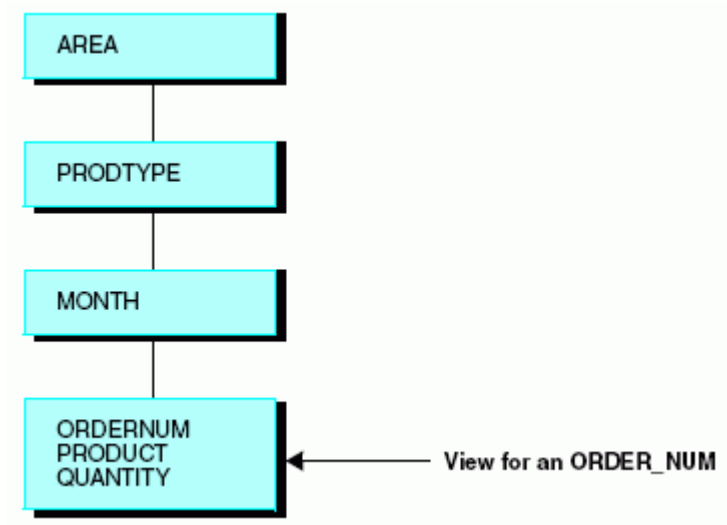 AREA
PRODTYPE
MONTH
ORDERNUM
PRODUCT
QUANTITY
View for an ORDER_NUM